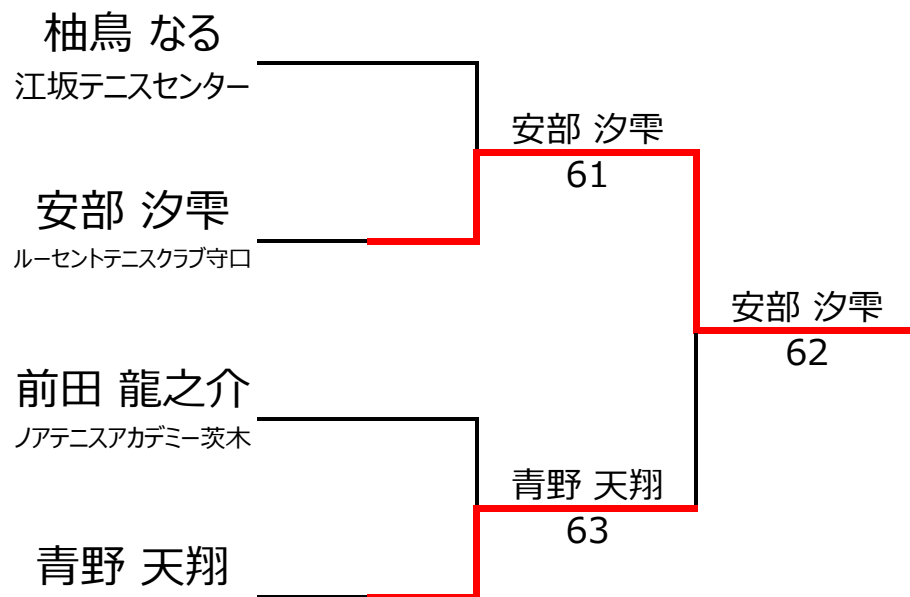 柚鳥 なる
江坂テニスセンター
安部 汐雫
61
安部 汐雫
ルーセントテニスクラブ守口
安部 汐雫
62
前田 龍之介
ノアテニスアカデミー茨木
青野 天翔
63
青野 天翔